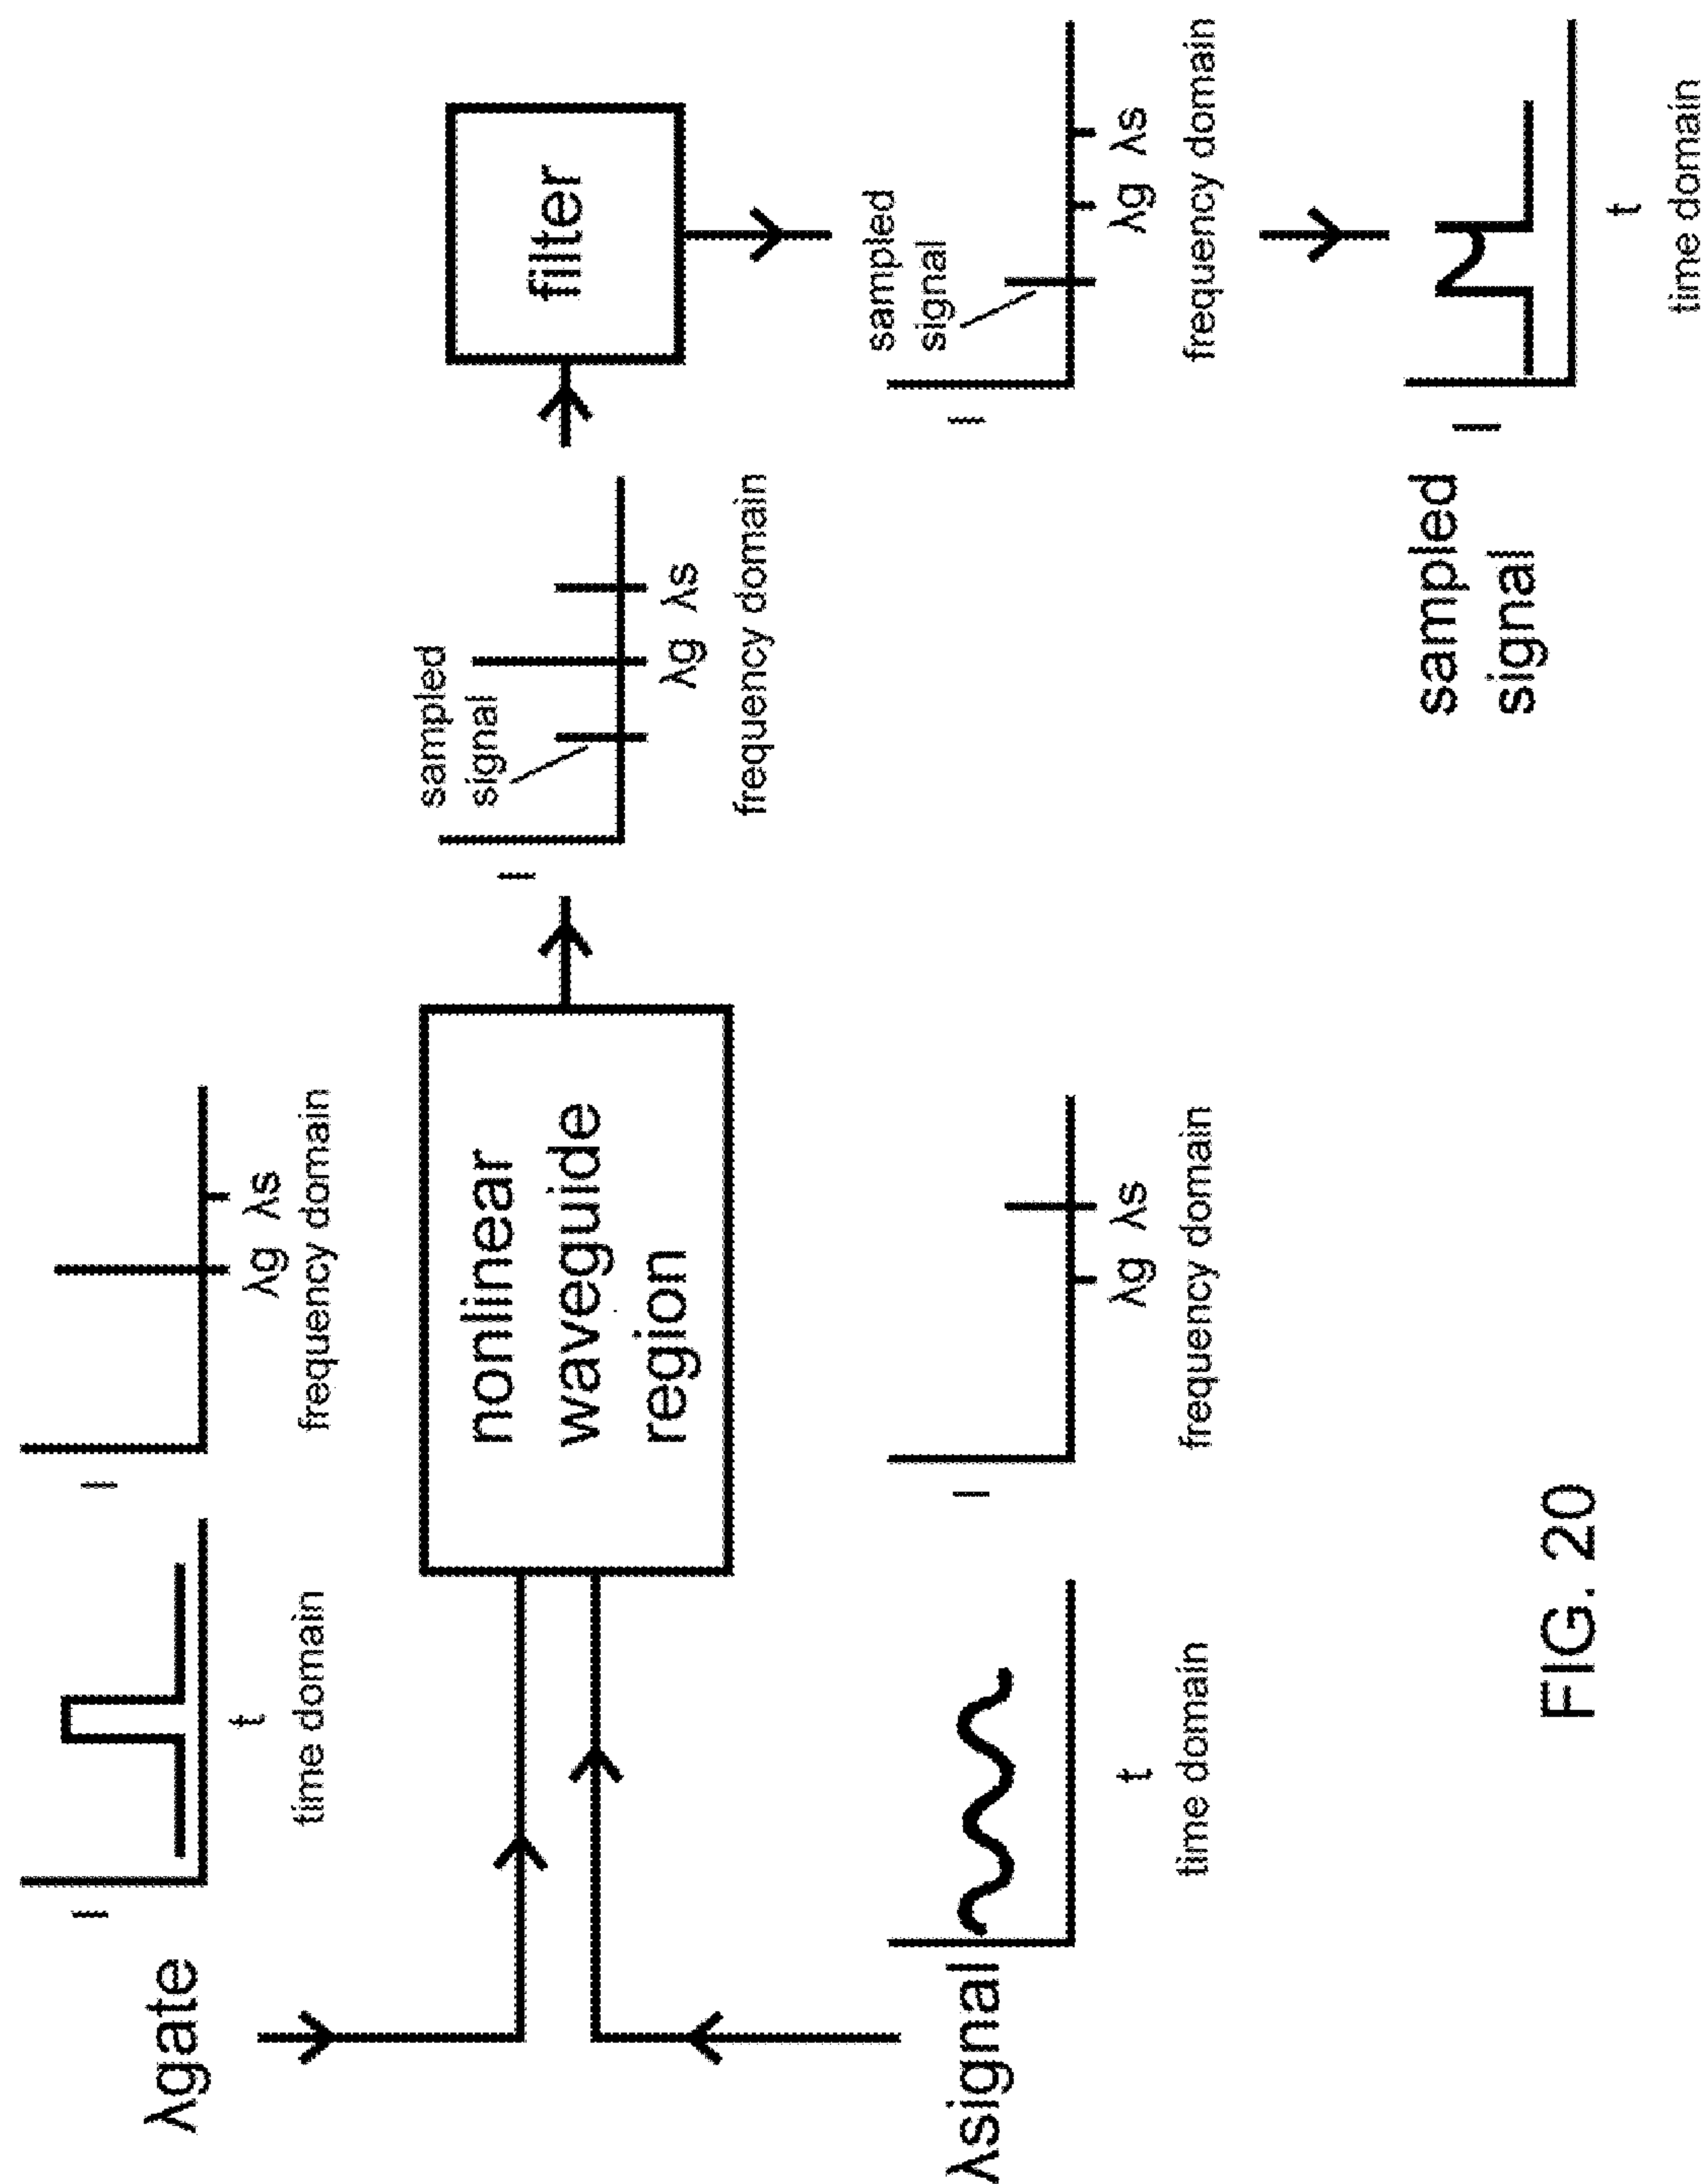 λgate
I
t
time domain
I
λg λs
frequency domain
nonlinear
waveguide
region
λsignal
t
time domain
I
λg λs
frequency domain
I
sampled
signal
λg λs
frequency domain
filter
I
sampled
signal
λg λs
frequency domain
sampled
signal
I
t
time domain
FIG. 20